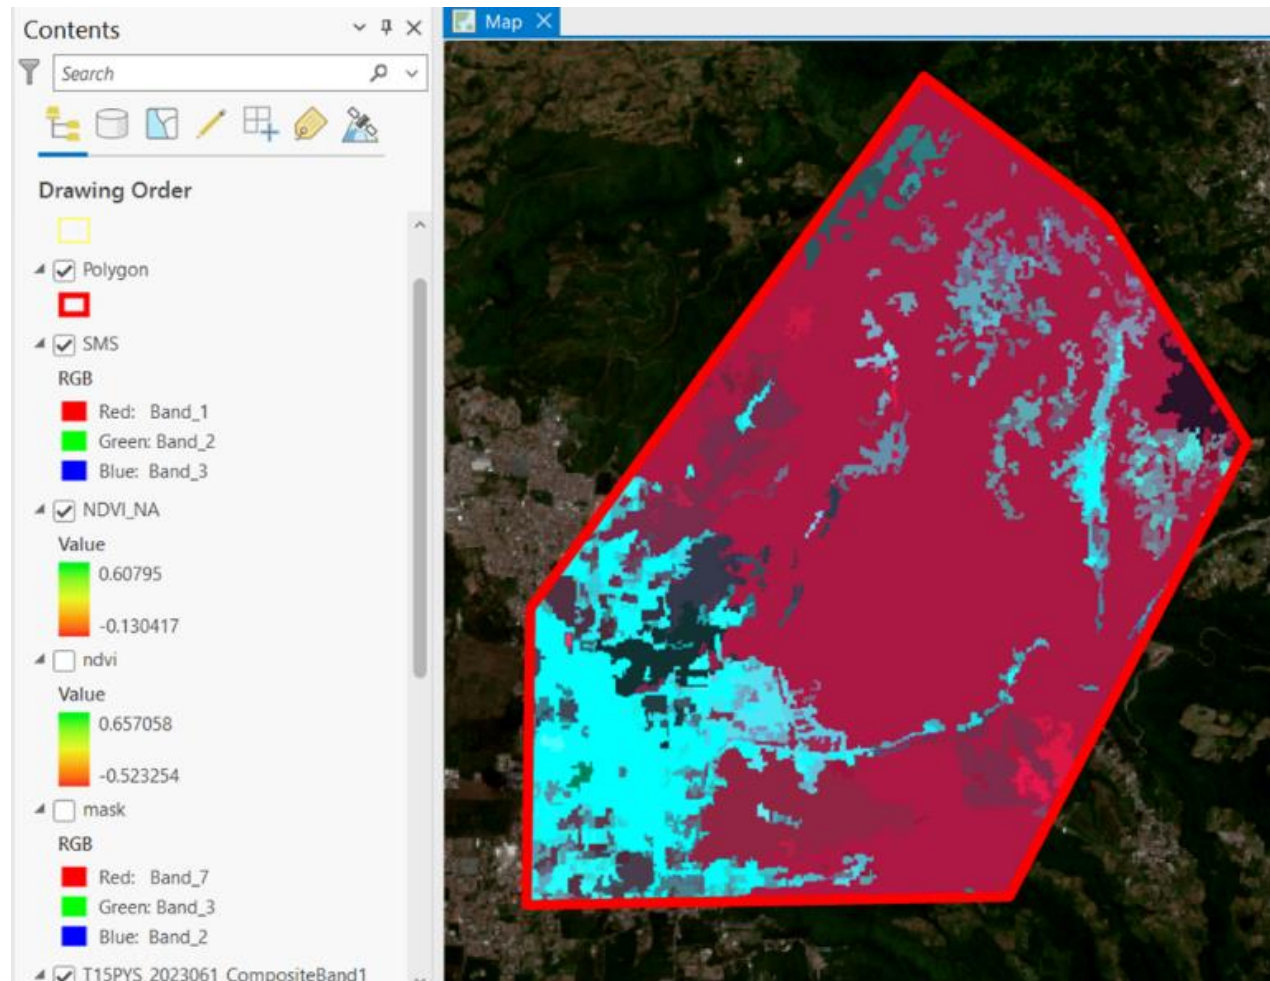 Contents
Map
Search
Drawing Order
Polygon
SMS
RGB
Red: Band_1
Green: Band_2
Blue: Band_3
NDVI_NA
Value
0.60795
-0.130417
ndvi
Value
0.657058
-0.523254
mask
RGB
Red: Band_7
Green: Band_3
Blue: Band_2
T15PYS_2023061_CompositeBand1